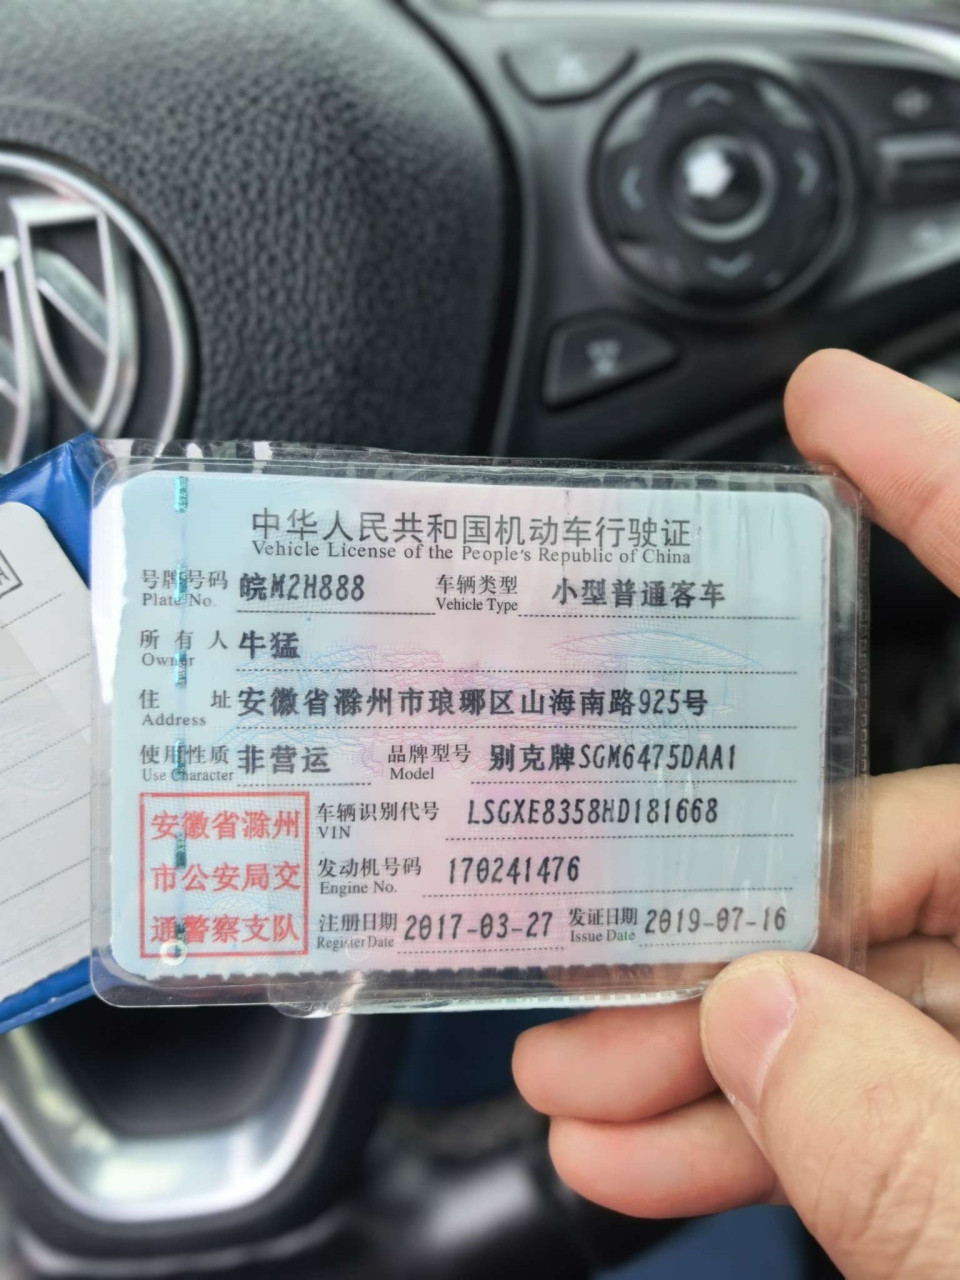 中华人民共和国机动车行驶证
Vehicle License of the People's Republic of China
号牌号码 皖M2H888 车辆类型 小型普通客车
Plate No. Vehicle Type
所有人 牛猛
Owner
住址 安徽省滁州市琅琊区山海南路925号
Address
使用性质 非营运 品牌型号 别克牌SGM6475DAA1
Use Character Model
安徽省滁州
市公安局交
通警察支队
车辆识别代号 LSGXE8358HD181668
VIN
发动机号码 170241476
Engine No.
注册日期 2017-03-27 发证日期 2019-07-16
Register Date Issue Date